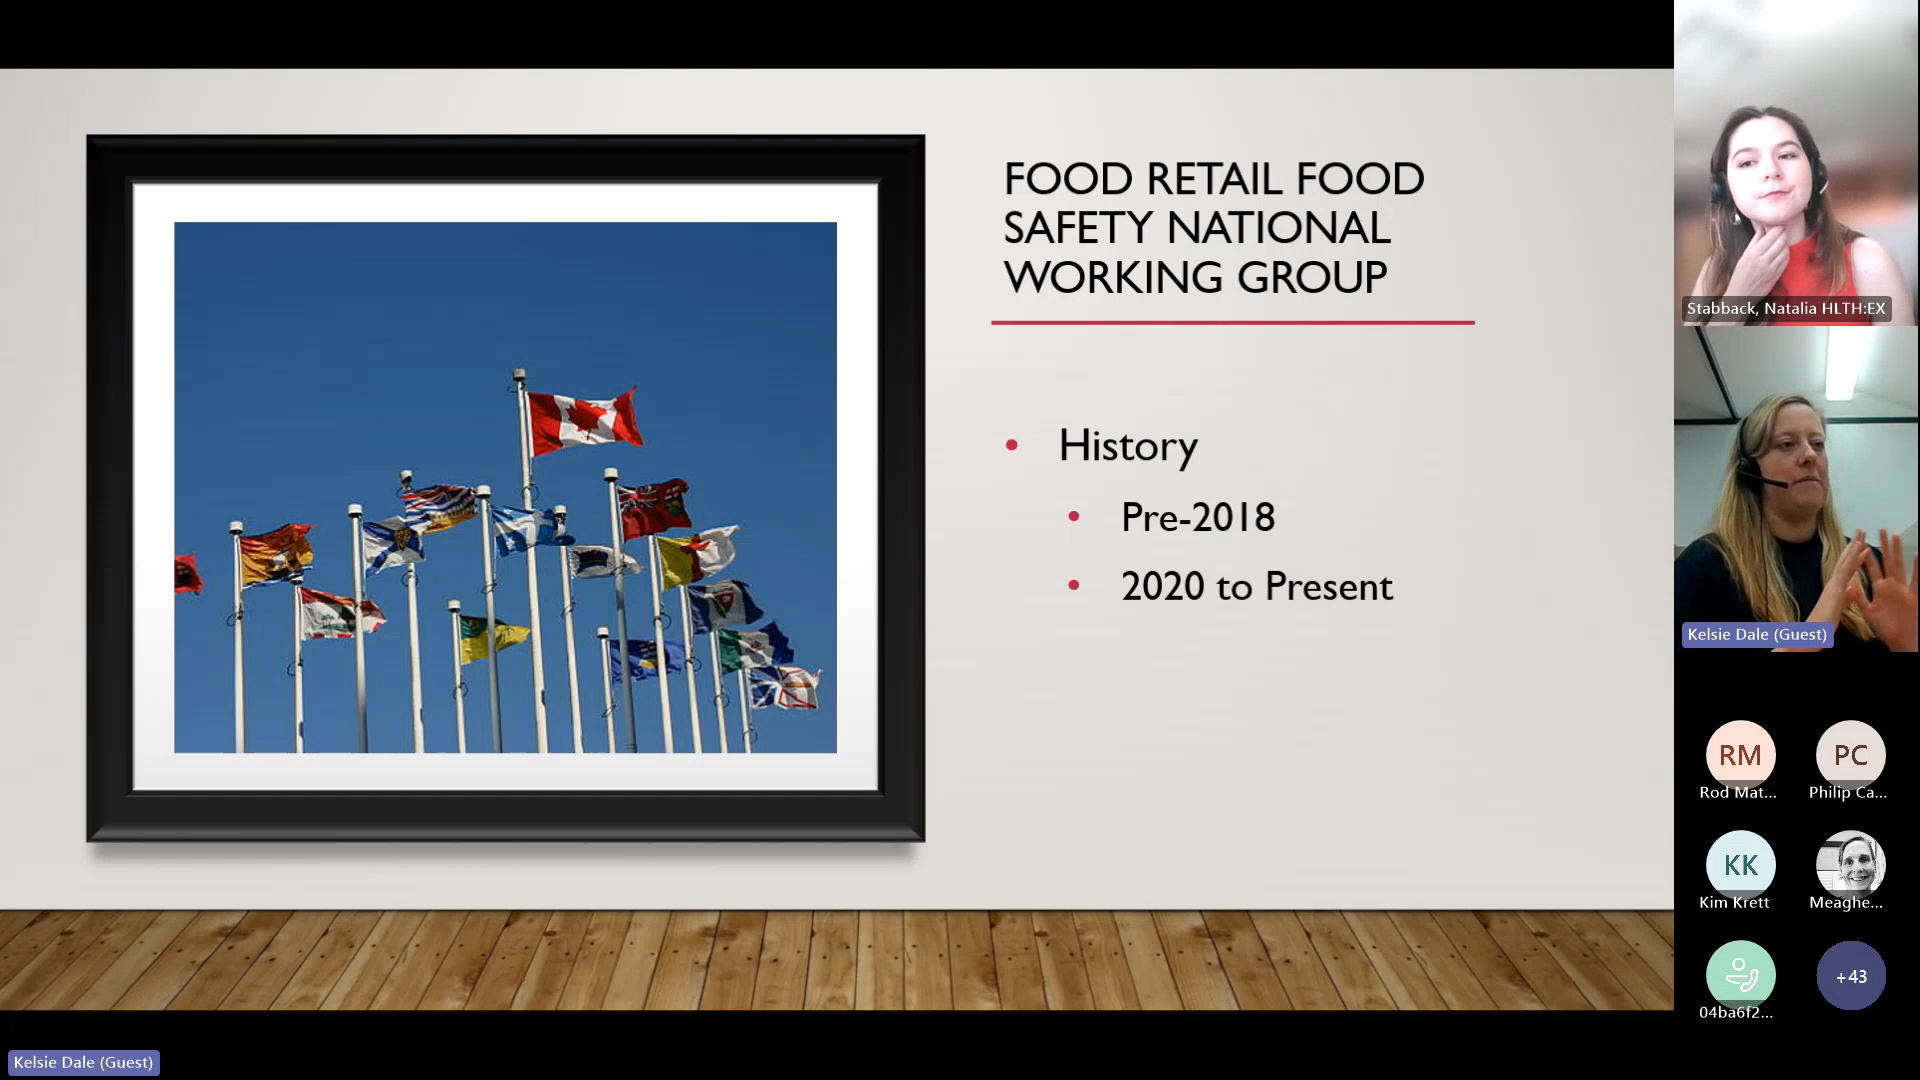 FOOD RETAIL FOOD
SAFETY NATIONAL
WORKING GROUP
History
Pre-2018
2020 to Present
Stabback, Natalia HLTH:EX
Kelsie Dale (Guest)
RM
Rod Mat...
PC
Philip Ca...
KK
Kim Krett
Meaghe...
04ba6f2...
+43
Kelsie Dale (Guest)